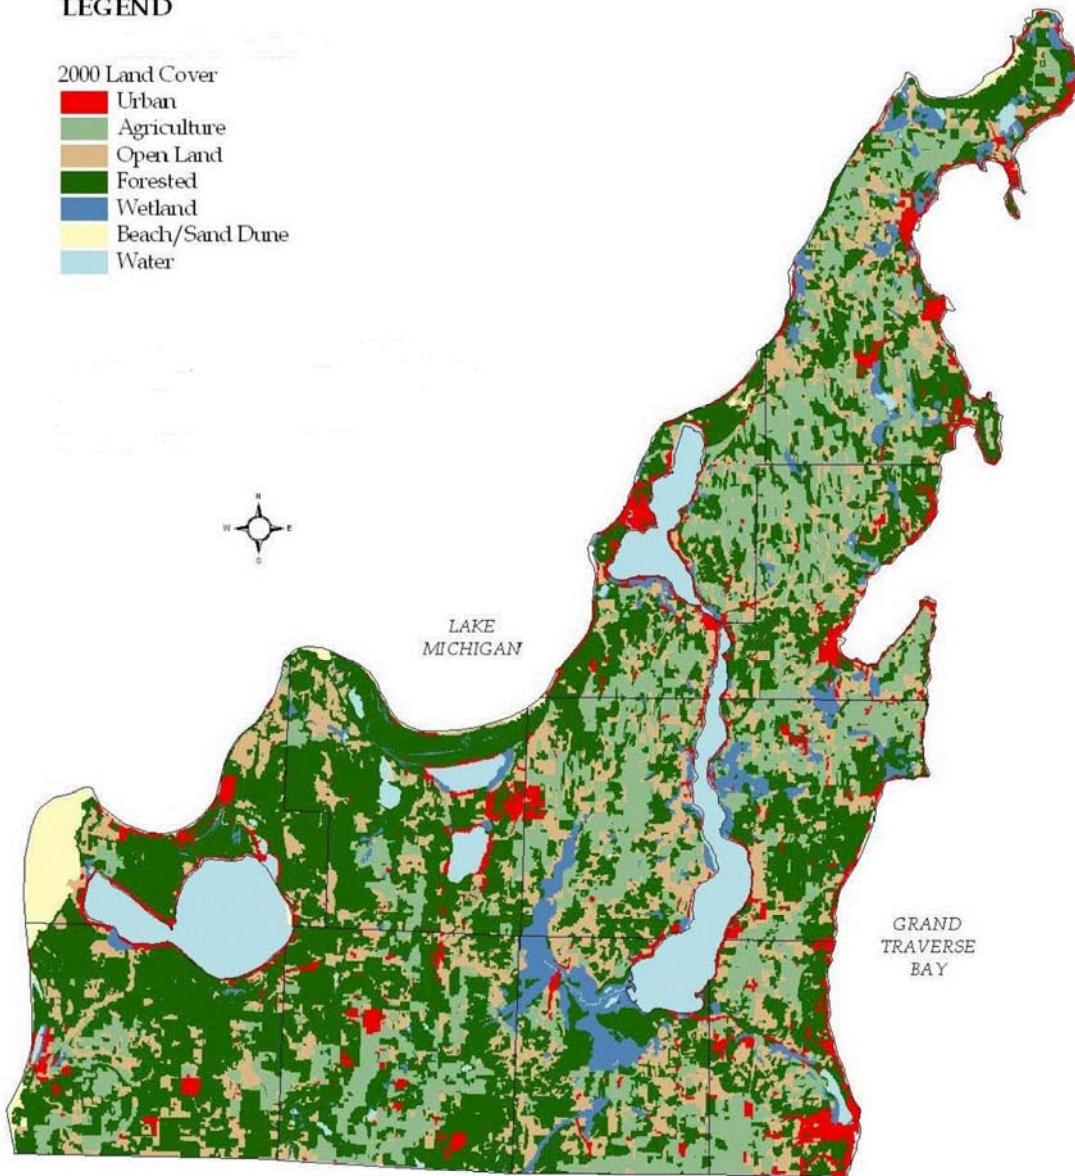 LEGEND
2000 Land Cover
Urban
Agriculture
Open Land
Forested
Wetland
Beach/Sand Dune
Water
N
W E
S
LAKE
MICHIGAN
GRAND
TRAVERSE
BAY